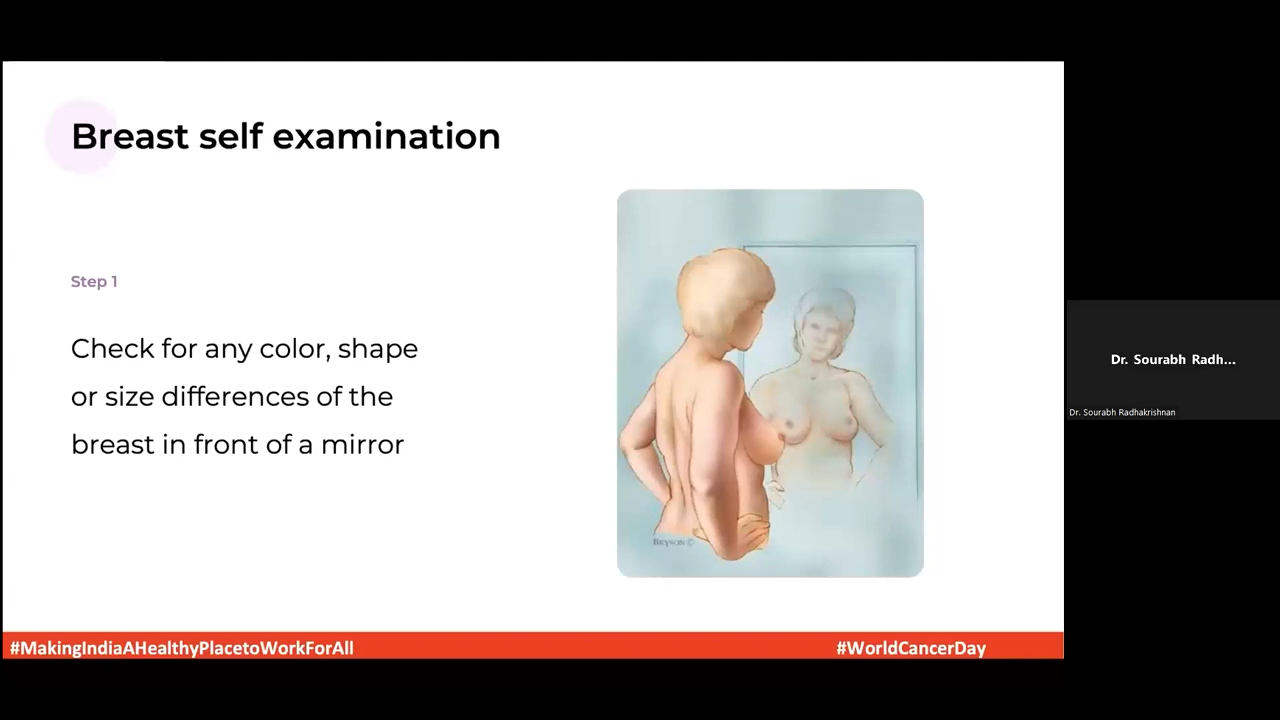 Breast self examination
Step 1
Check for any color, shape
or size differences of the
breast in front of a mirror
Bryson ©
#MakingIndiaAHealthyPlacetoWorkForAll
#WorldCancerDay
Dr. Sourabh Radh...
Dr. Sourabh Radhakrishnan